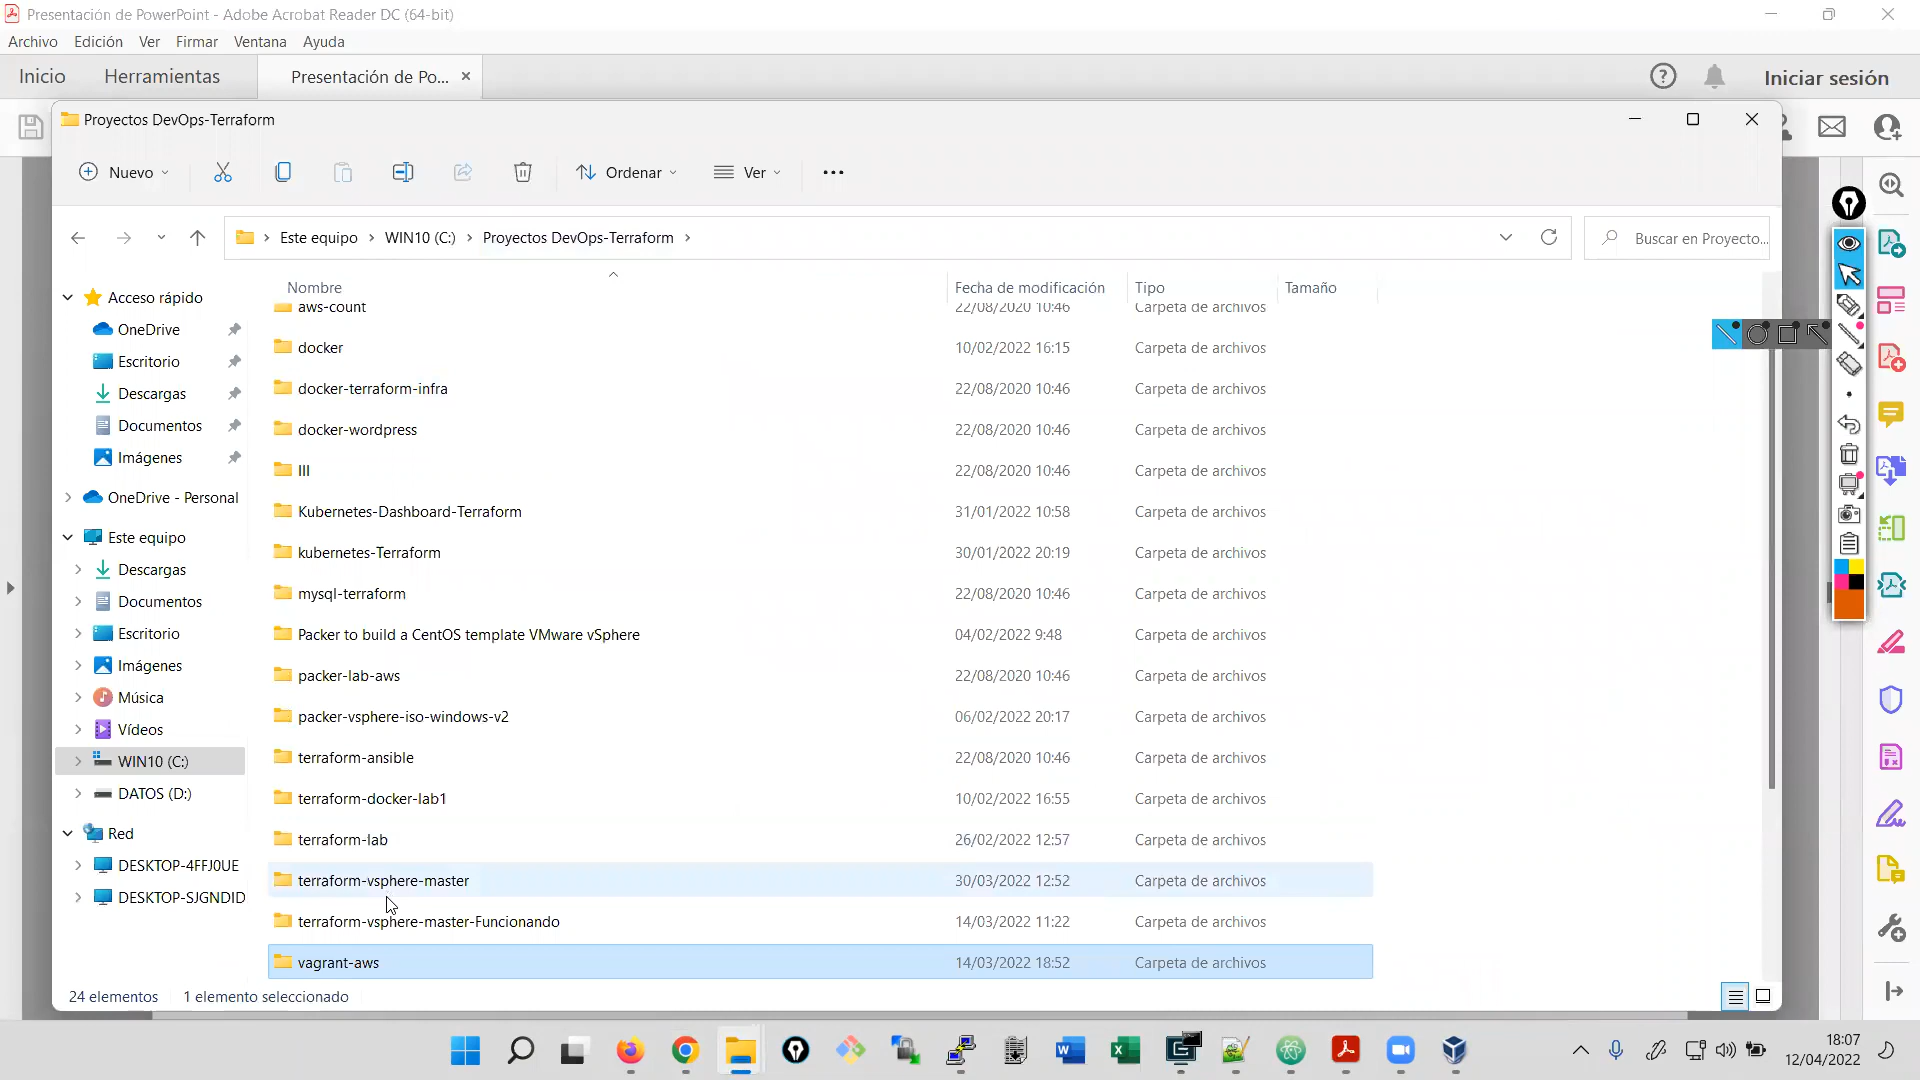 Presentación de PowerPoint - Adobe Acrobat Reader DC (64-bit)
Archivo Edición Ver Firmar Ventana Ayuda
Inicio Herramientas Presentación de Po... Iniciar sesión
Proyectos DevOps-Terraform
Nuevo Ordenar Ver
Este equipo > WIN10 (C:) > Proyectos DevOps-Terraform > Buscar en Proyecto...
Nombre Fecha de modificación Tipo Tamaño
Acceso rápido
OneDrive
Escritorio
Descargas
Documentos
Imágenes
OneDrive - Personal
Este equipo
Descargas
Documentos
Escritorio
Imágenes
Música
Vídeos
WIN10 (C:)
DATOS (D:)
Red
DESKTOP-4FFJ0UE
DESKTOP-SJGNDID
aws-count 22/08/2020 10:46 Carpeta de archivos
docker 10/02/2022 16:15 Carpeta de archivos
docker-terraform-infra 22/08/2020 10:46 Carpeta de archivos
docker-wordpress 22/08/2020 10:46 Carpeta de archivos
III 22/08/2020 10:46 Carpeta de archivos
Kubernetes-Dashboard-Terraform 31/01/2022 10:58 Carpeta de archivos
kubernetes-Terraform 30/01/2022 20:19 Carpeta de archivos
mysql-terraform 22/08/2020 10:46 Carpeta de archivos
Packer to build a CentOS template VMware vSphere 04/02/2022 9:48 Carpeta de archivos
packer-lab-aws 22/08/2020 10:46 Carpeta de archivos
packer-vsphere-iso-windows-v2 06/02/2022 20:17 Carpeta de archivos
terraform-ansible 22/08/2020 10:46 Carpeta de archivos
terraform-docker-lab1 10/02/2022 16:55 Carpeta de archivos
terraform-lab 26/02/2022 12:57 Carpeta de archivos
terraform-vsphere-master 30/03/2022 12:52 Carpeta de archivos
terraform-vsphere-master-Funcionando 14/03/2022 11:22 Carpeta de archivos
vagrant-aws 14/03/2022 18:52 Carpeta de archivos
24 elementos 1 elemento seleccionado
18:07
12/04/2022